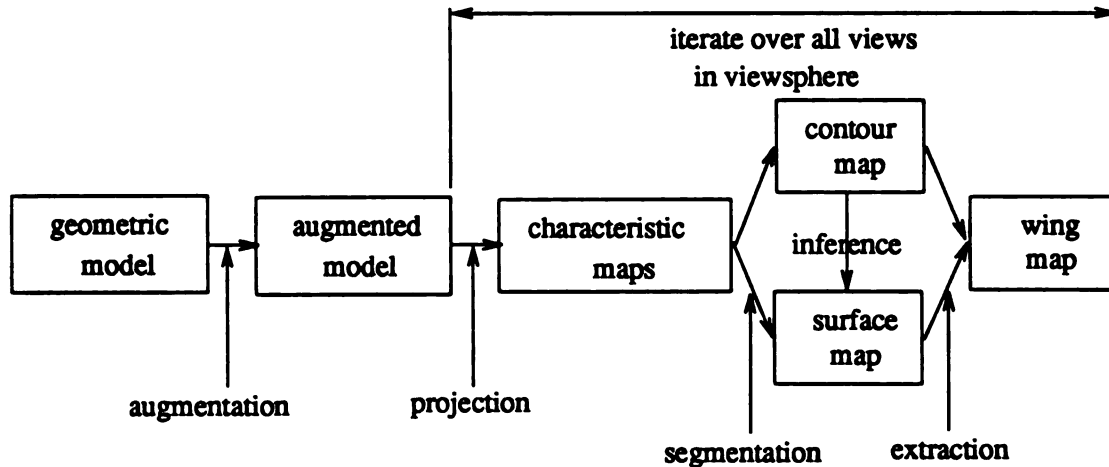 iterate over all views
in viewsphere
contour
map
geometric
model
augmented
model
characteristic
maps
inference
wing
map
surface
map
augmentation
projection
segmentation
extraction